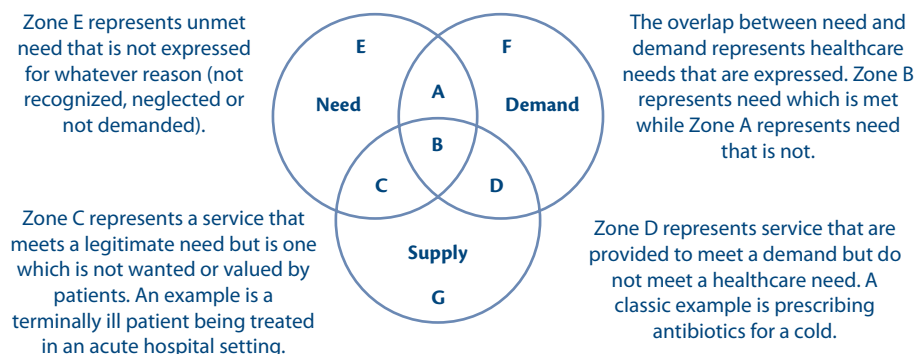 Zone E represents unmet
need that is not expressed
for whatever reason (not
recognized, neglected or
not demanded).
E
F
A
Need
Demand
B
C
D
Supply
G
The overlap between need and
demand represents healthcare
needs that are expressed. Zone B
represents need which is met
while Zone A represents need
that is not.
Zone C represents a service that
meets a legitimate need but is one
which is not wanted or valued by
patients. An example is a
terminally ill patient being treated
in an acute hospital setting.
Zone D represents service that are
provided to meet a demand but do
not meet a healthcare need. A
classic example is prescribing
antibiotics for a cold.